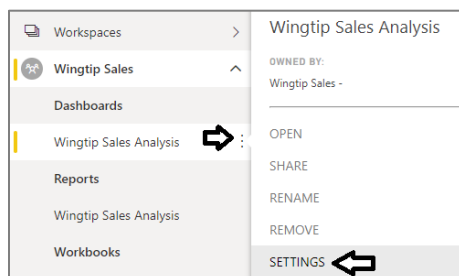 Workspaces
Wingtip Sales
Dashboards
Wingtip Sales Analysis
Reports
Wingtip Sales Analysis
Workbooks
Wingtip Sales Analysis
OWNED BY:
Wingtip Sales -
OPEN
SHARE
RENAME
REMOVE
SETTINGS